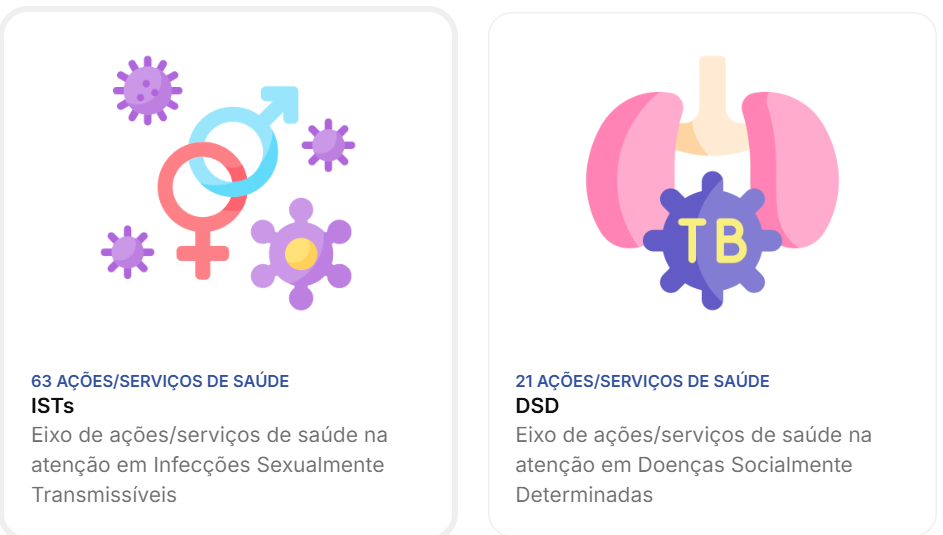 63 AÇÕES/SERVIÇOS DE SAÚDE
ISTs
Eixo de ações/serviços de saúde na
atenção em Infecções Sexualmente
Transmissíveis
TB
21 AÇÕES/SERVIÇOS DE SAÚDE
DSD
Eixo de ações/serviços de saúde na
atenção em Doenças Socialmente
Determinadas